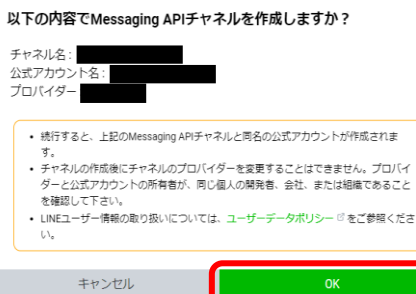 以下の内容でMessaging APIチャネルを作成しますか？
チャネル名：
公式アカウント名：
プロバイダー
• 続行すると、上記のMessaging APIチャネルと同名の公式アカウントが作成されま
す。
• チャネルの作成後にチャネルのプロバイダーを変更することはできません。プロバイ
ダーと公式アカウントの所有者が、同じ個人の開発者、会社、または組織であること
を確認して下さい。
• LINEユーザー情報の取り扱いについては、ユーザーデータポリシー をご参照くださ
い。
キャンセル OK